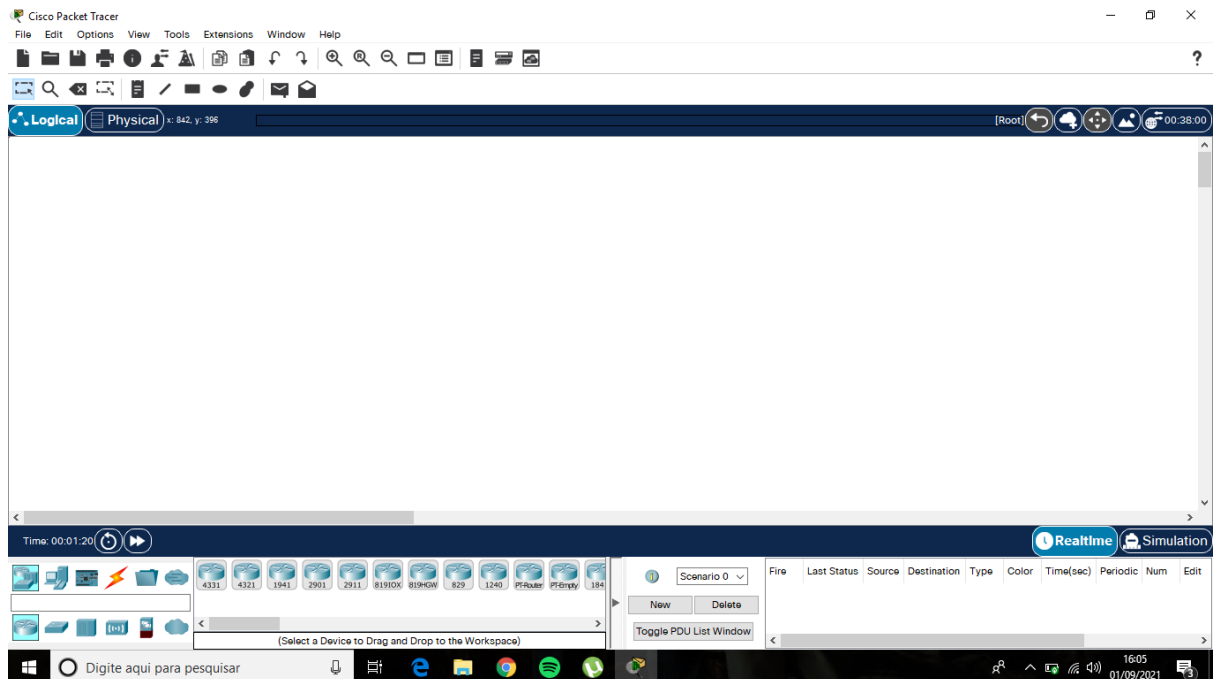 Cisco Packet Tracer
File Edit Options View Tools Extensions Window Help
?
Logical Physical x: 842, y: 396 [Root] 00:38:00
Time: 00:01:20 Realtime Simulation
4331 4321 1941 2901 2911 819IOX 819HGW 829 1240 PT-Router PT-Empty 184
Scenario 0
Fire Last Status Source Destination Type Color Time(sec) Periodic Num Edit
New Delete
Toggle PDU List Window
(Select a Device to Drag and Drop to the Workspace)
Digite aqui para pesquisar
16:05
01/09/2021
3